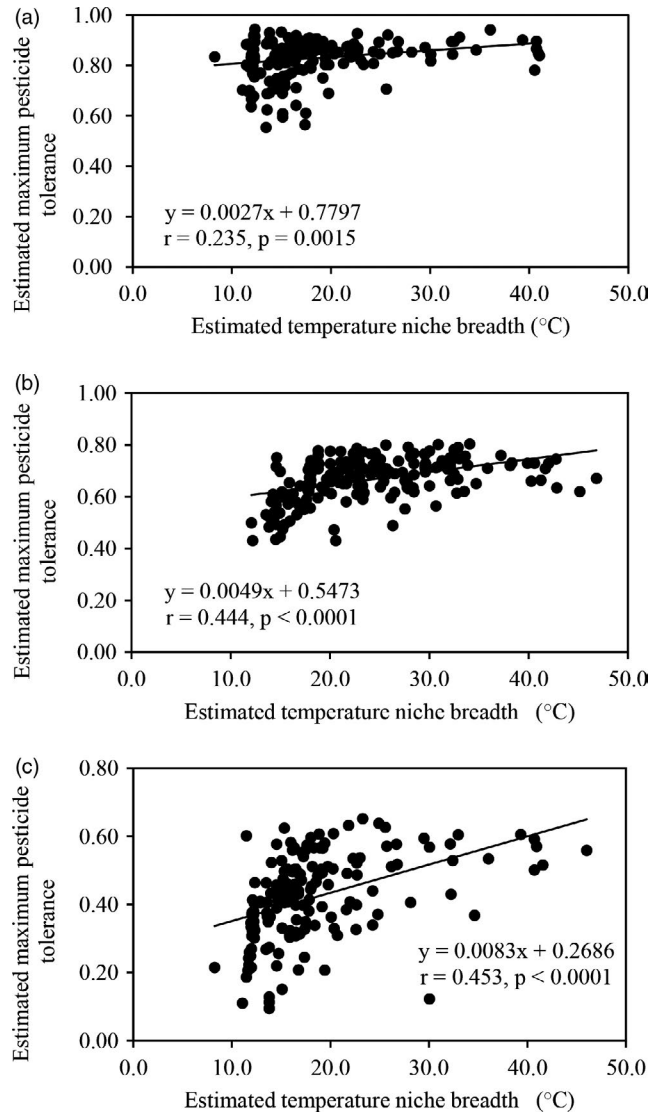 (a)
1.00
0.80
0.60
0.40
0.20
0.00
Estimated maximum pesticide
tolerance
y = 0.0027x + 0.7797
r = 0.235, p = 0.0015
0.0 10.0 20.0 30.0 40.0 50.0
Estimated temperature niche breadth (°C)
(b)
1.00
0.80
0.60
0.40
0.20
0.00
Estimated maximum pesticide
tolerance
y = 0.0049x + 0.5473
r = 0.444, p < 0.0001
0.0 10.0 20.0 30.0 40.0 50.0
Estimated temperature niche breadth (°C)
(c)
0.80
0.60
0.40
0.20
0.00
Estimated maximum pesticide
tolerance
y = 0.0083x + 0.2686
r = 0.453, p < 0.0001
0.0 10.0 20.0 30.0 40.0 50.0
Estimated temperature niche breadth (°C)